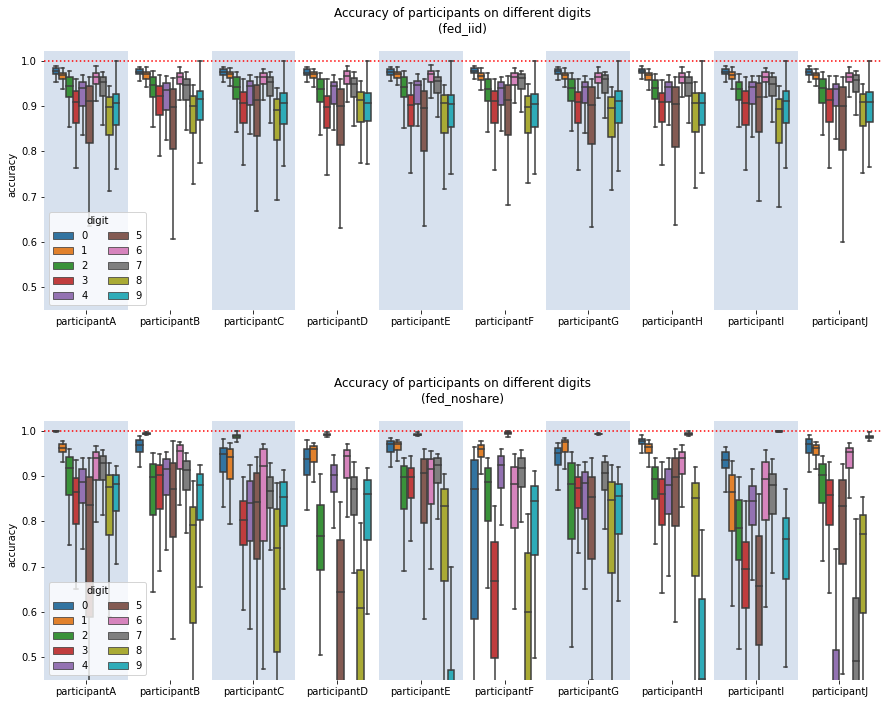 Accuracy of participants on different digits
(fed_iid)
1.0
0.9
0.8
0.7
0.6
0.5
accuracy
digit
0 5
1 6
2 7
3 8
4 9
participantA participantB participantC participantD participantE participantF participantG participantH participantI participantJ
Accuracy of participants on different digits
(fed_noshare)
1.0
0.9
0.8
0.7
0.6
0.5
accuracy
digit
0 5
1 6
2 7
3 8
4 9
participantA participantB participantC participantD participantE participantF participantG participantH participantI participantJ